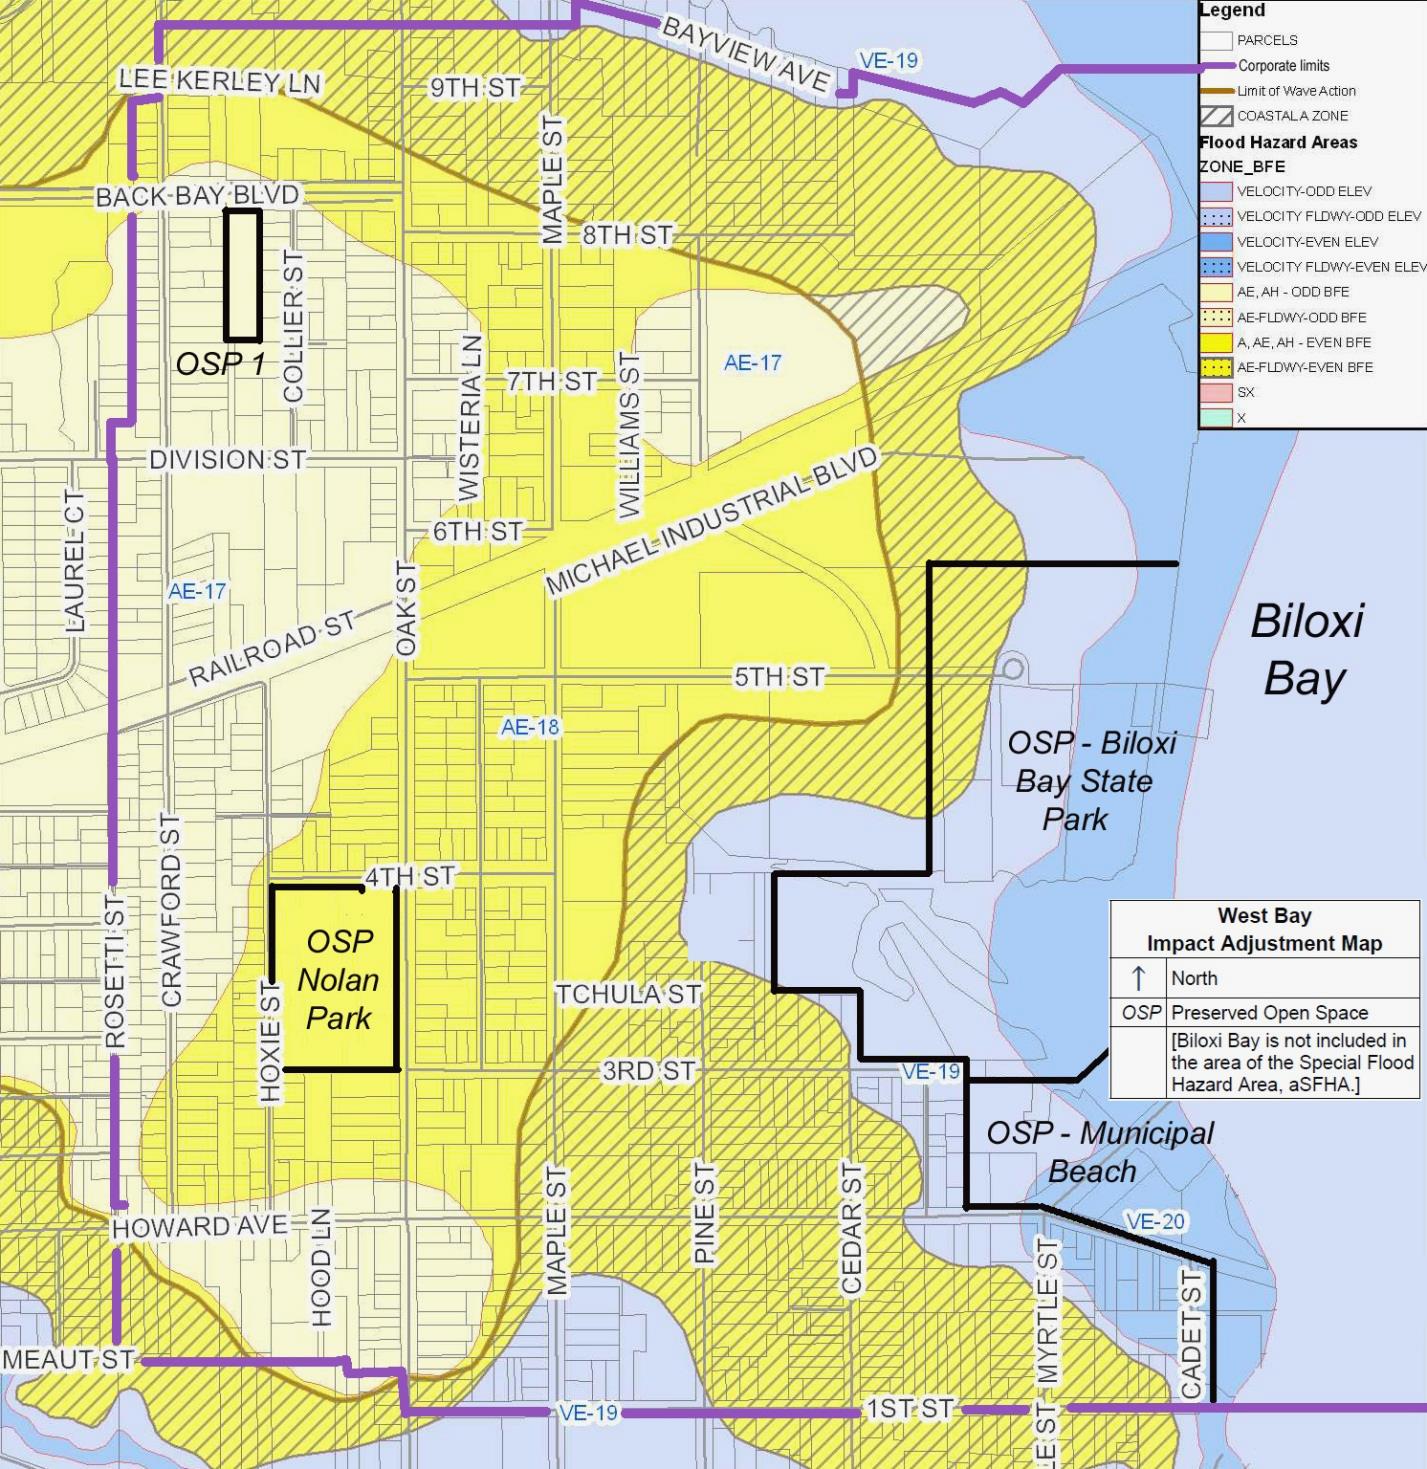 Legend
PARCELS
Corporate limits
Limit of Wave Action
COASTAL A ZONE
Flood Hazard Areas
ZONE_BFE
VELOCITY-ODD ELEV
VELOCITY FLDWY-ODD ELEV
VELOCITY-EVEN ELEV
VELOCITY FLDWY-EVEN ELEV
AE, AH - ODD BFE
AE-FLDWY-ODD BFE
A, AE, AH - EVEN BFE
AE-FLDWY-EVEN BFE
SX
X
BAYVIEW AVE
VE-19
LEE KERLEY LN
9TH ST
MAPLE ST
BACK BAY BLVD
8TH ST
COLLIER ST
OSP 1
WISTERIA LN
7TH ST
WILLIAMS ST
AE-17
DIVISION ST
LAUREL CT
6TH ST
MICHAEL INDUSTRIAL BLVD
AE-17
OAK ST
RAILROAD ST
Biloxi
Bay
5TH ST
AE-18
OSP - Biloxi
Bay State
Park
CRAWFORD ST
4TH ST
ROSETTI ST
OSP
Nolan
Park
HOXIE ST
TCHULA ST
3RD ST
VE-19
West Bay
Impact Adjustment Map
↑ North
OSP Preserved Open Space
[Biloxi Bay is not included in
the area of the Special Flood
Hazard Area, aSFHA.]
OSP - Municipal
Beach
HOWARD AVE
HOOD LN
MAPLE ST
PINE ST
CEDAR ST
VE-20
MYRTLE ST
CADET ST
MEAUT ST
VE-19
1ST ST
LE ST